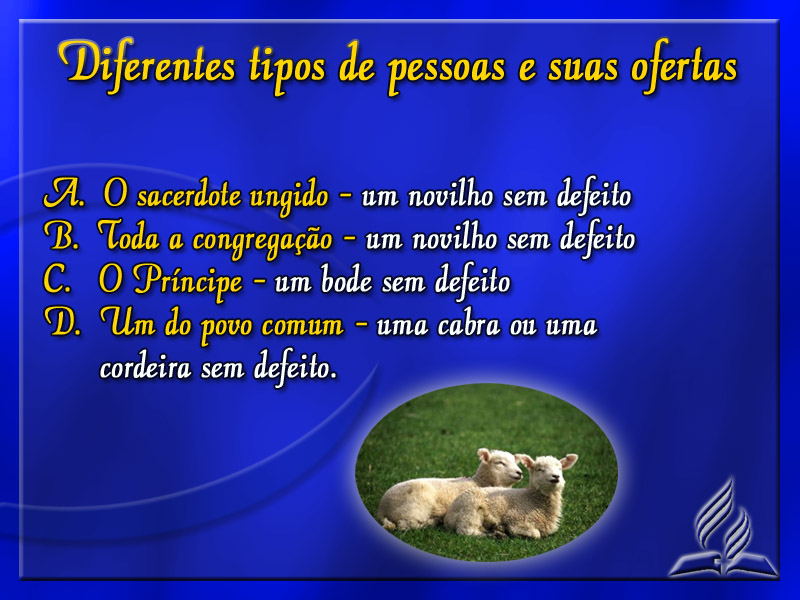 Diferentes tipos de pessoas e suas ofertas
A. O sacerdote ungido - um novilho sem defeito
B. Toda a congregação - um novilho sem defeito
C. O Príncipe - um bode sem defeito
D. Um do povo comum - uma cabra ou uma
cordeira sem defeito.